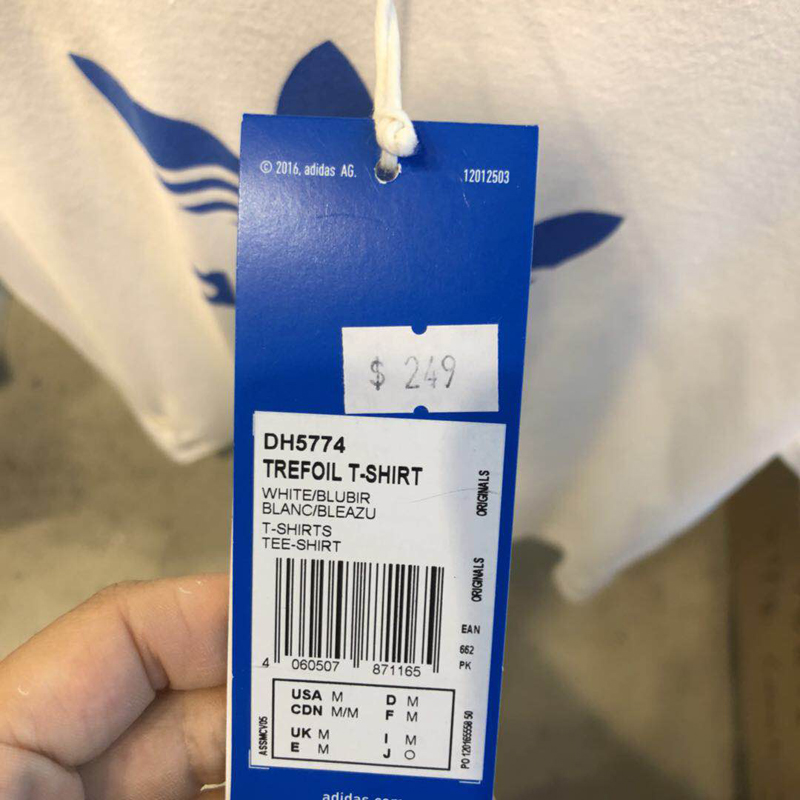 © 2016, adidas AG.
12012503
$ 249
DH5774
TREFOIL T-SHIRT
WHITE/BLUBIR
BLANC/BLEAZU
T-SHIRTS
TEE-SHIRT
ORIGINALS
ORIGINALS
EAN
662
PK
4 060507 871165
USA M
CDN M/M
UK M
E M
D M
F M
I M
J O
ASSMCV05
adidas